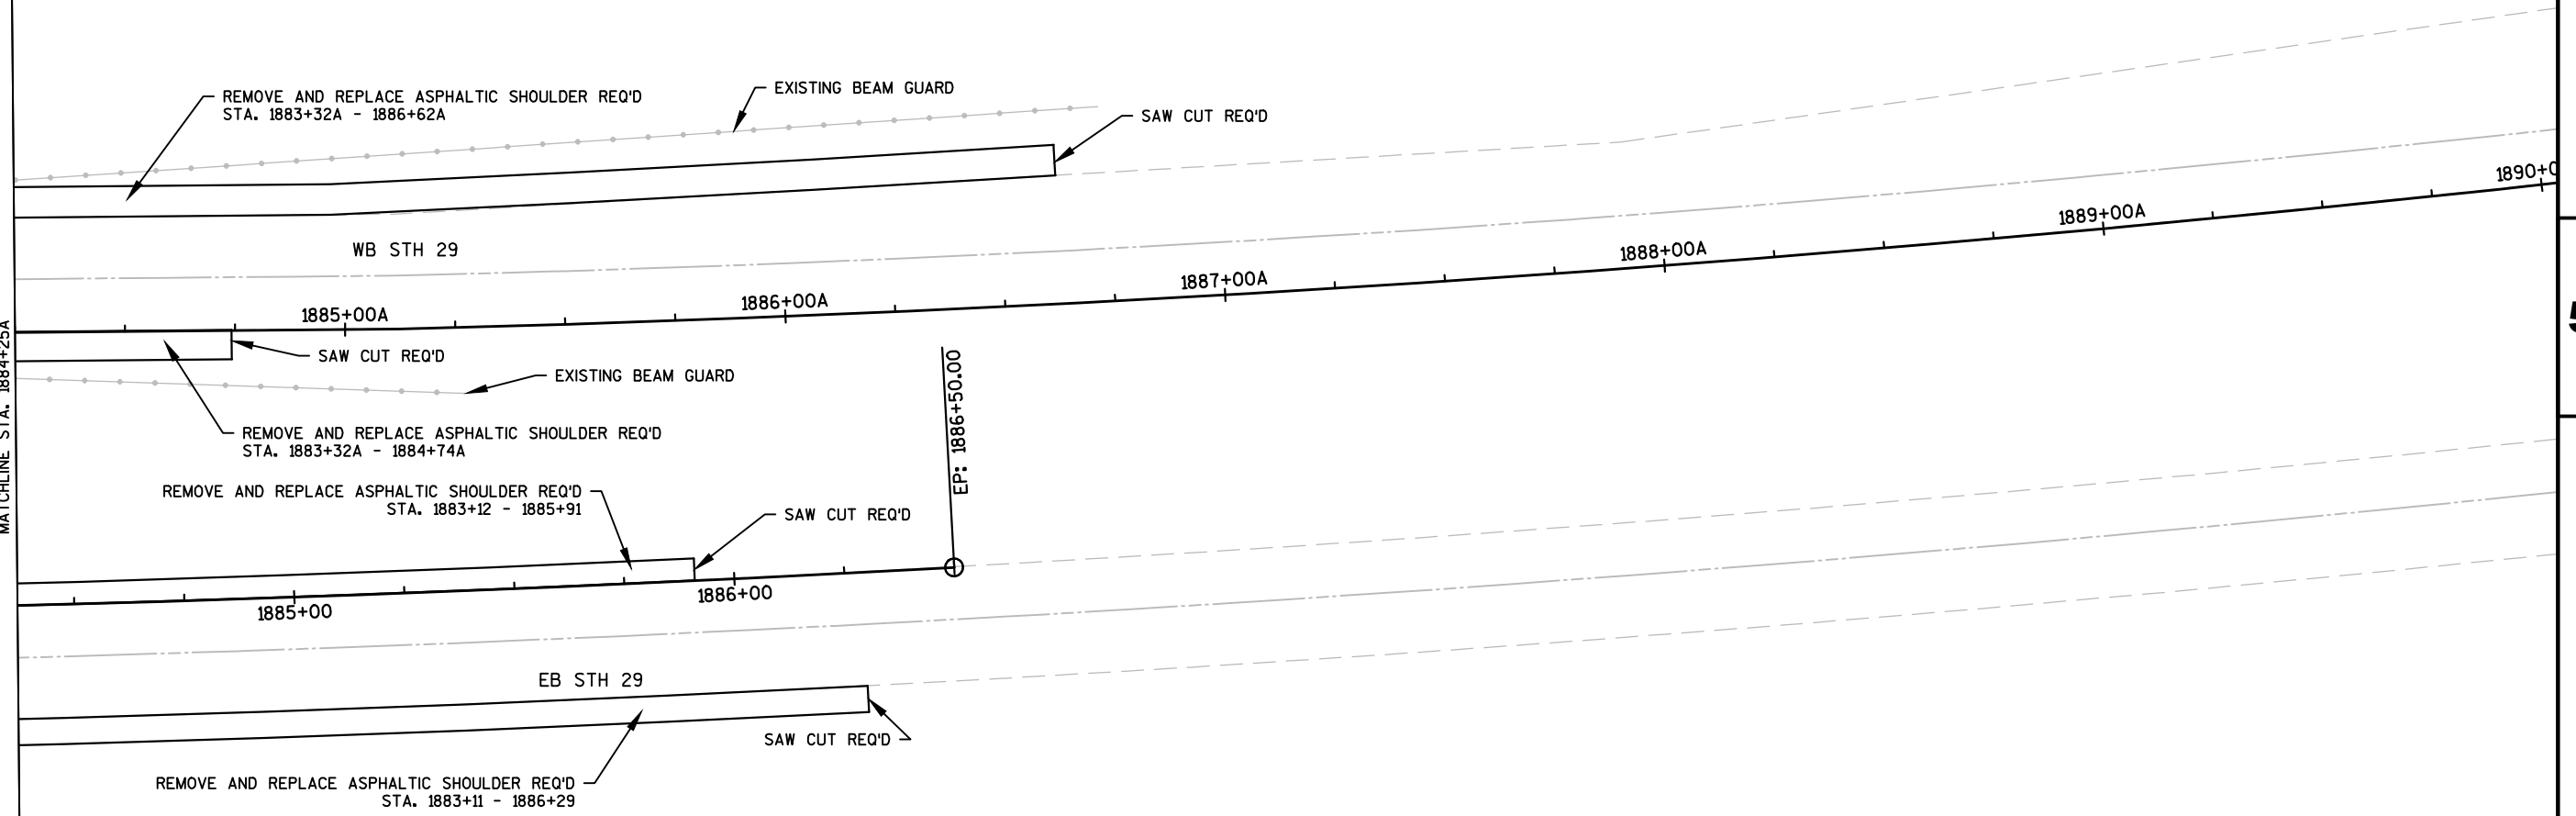 REMOVE AND REPLACE ASPHALTIC SHOULDER REQ'D
STA. 1883+32A - 1886+62A
EXISTING BEAM GUARD
SAW CUT REQ'D
WB STH 29
1885+00A
1886+00A
1887+00A
1888+00A
1889+00A
MATCHLINE STA. 1884+25A
SAW CUT REQ'D
EXISTING BEAM GUARD
REMOVE AND REPLACE ASPHALTIC SHOULDER REQ'D
STA. 1883+32A - 1884+74A
EP: 1886+50.00
REMOVE AND REPLACE ASPHALTIC SHOULDER REQ'D
STA. 1883+12 - 1885+91
SAW CUT REQ'D
1885+00
1886+00
EB STH 29
SAW CUT REQ'D
REMOVE AND REPLACE ASPHALTIC SHOULDER REQ'D
STA. 1883+11 - 1886+29